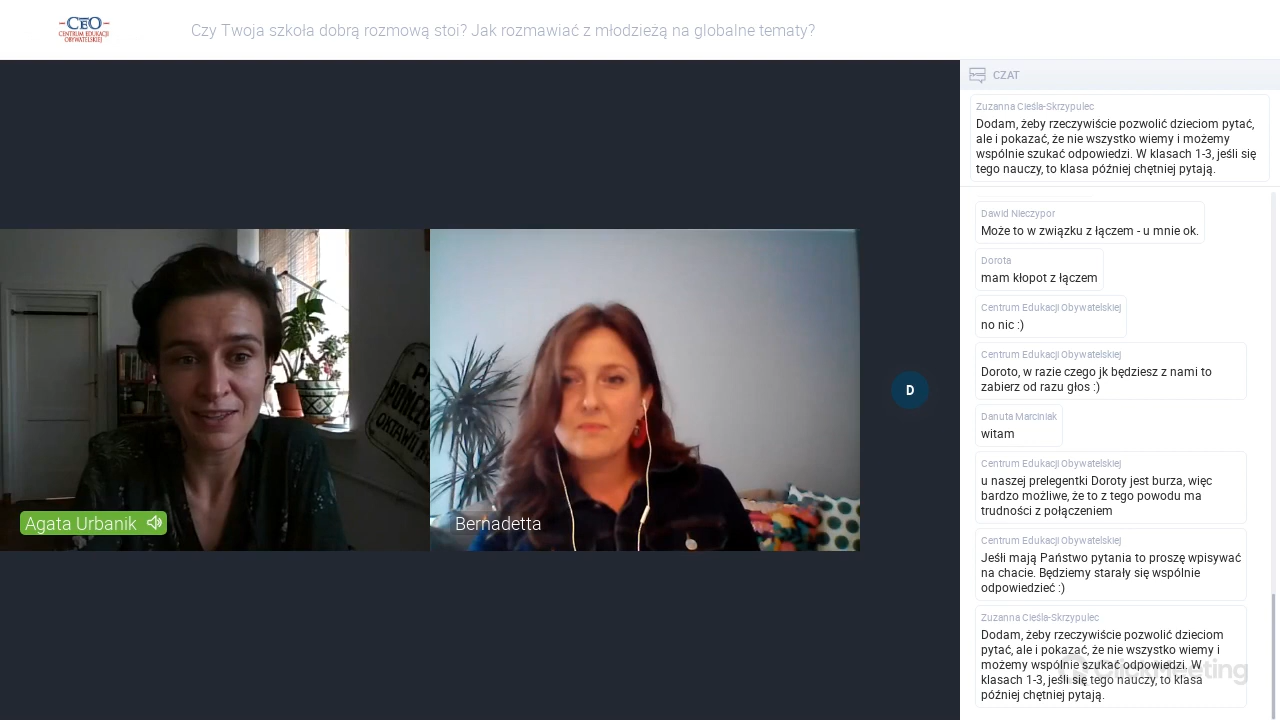 CEO
CENTRUM EDUKACJI
OBYWATELSKIEJ
Czy Twoja szkoła dobrą rozmową stoi? Jak rozmawiać z młodzieżą na globalne tematy?
Agata Urbanik
Bernadetta
D
CZAT
Zuzanna Cieśla-Skrzypulec
Dodam, żeby rzeczywiście pozwolić dzieciom pytać,
ale i pokazać, że nie wszystko wiemy i możemy
wspólnie szukać odpowiedzi. W klasach 1-3, jeśli się
tego nauczy, to klasa później chętniej pytają.
Dawid Nieczypor
Może to w związku z łączem - u mnie ok.
Dorota
mam kłopot z łączem
Centrum Edukacji Obywatelskiej
no nic :)
Centrum Edukacji Obywatelskiej
Doroto, w razie czego jk będziesz z nami to
zabierz od razu głos :)
Danuta Marciniak
witam
Centrum Edukacji Obywatelskiej
u naszej prelegentki Doroty jest burza, więc
bardzo możliwe, że to z tego powodu ma
trudności z połączeniem
Centrum Edukacji Obywatelskiej
Jeśli mają Państwo pytania to proszę wpisywać
na chacie. Będziemy starały się wspólnie
odpowiedzieć :)
Zuzanna Cieśla-Skrzypulec
Dodam, żeby rzeczywiście pozwolić dzieciom
pytać, ale i pokazać, że nie wszystko wiemy i
możemy wspólnie szukać odpowiedzi. W
klasach 1-3, jeśli się tego nauczy, to klasa
później chętniej pytają.